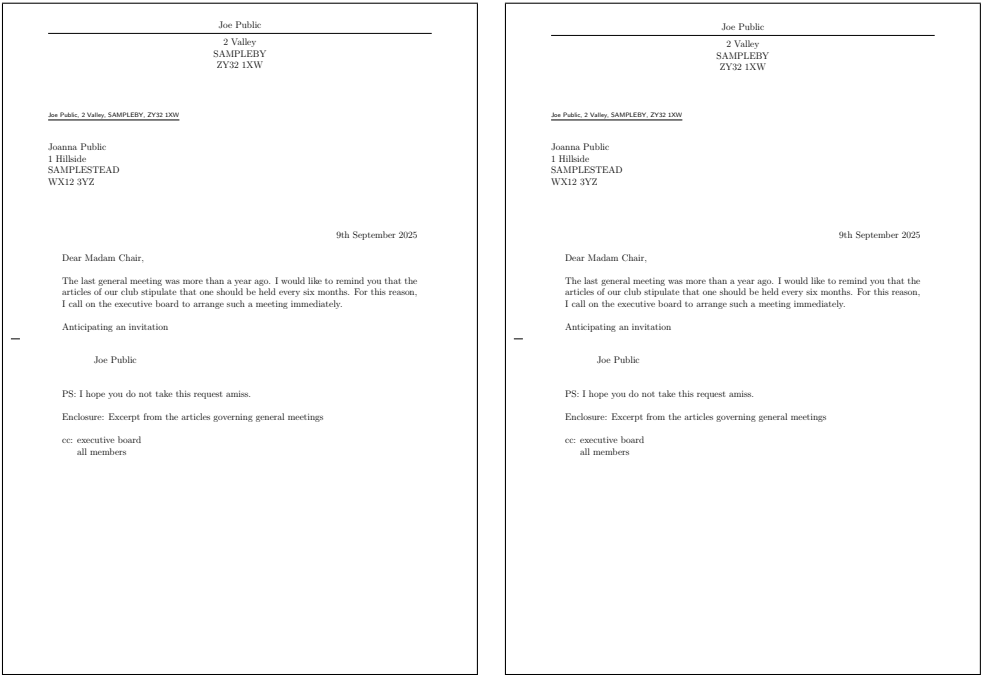 Joe Public
2 Valley
SAMPLEBY
ZY32 1XW
Joe Public, 2 Valley, SAMPLEBY, ZY32 1XW
Joanna Public
1 Hillside
SAMPLESTEAD
WX12 3YZ
9th September 2025
Dear Madam Chair,
The last general meeting was more than a year ago. I would like to remind you that the
articles of our club stipulate that one should be held every six months. For this reason,
I call on the executive board to arrange such a meeting immediately.
Anticipating an invitation
Joe Public
PS: I hope you do not take this request amiss.
Enclosure: Excerpt from the articles governing general meetings
cc: executive board
all members
Joe Public
2 Valley
SAMPLEBY
ZY32 1XW
Joe Public, 2 Valley, SAMPLEBY, ZY32 1XW
Joanna Public
1 Hillside
SAMPLESTEAD
WX12 3YZ
9th September 2025
Dear Madam Chair,
The last general meeting was more than a year ago. I would like to remind you that the
articles of our club stipulate that one should be held every six months. For this reason,
I call on the executive board to arrange such a meeting immediately.
Anticipating an invitation
Joe Public
PS: I hope you do not take this request amiss.
Enclosure: Excerpt from the articles governing general meetings
cc: executive board
all members